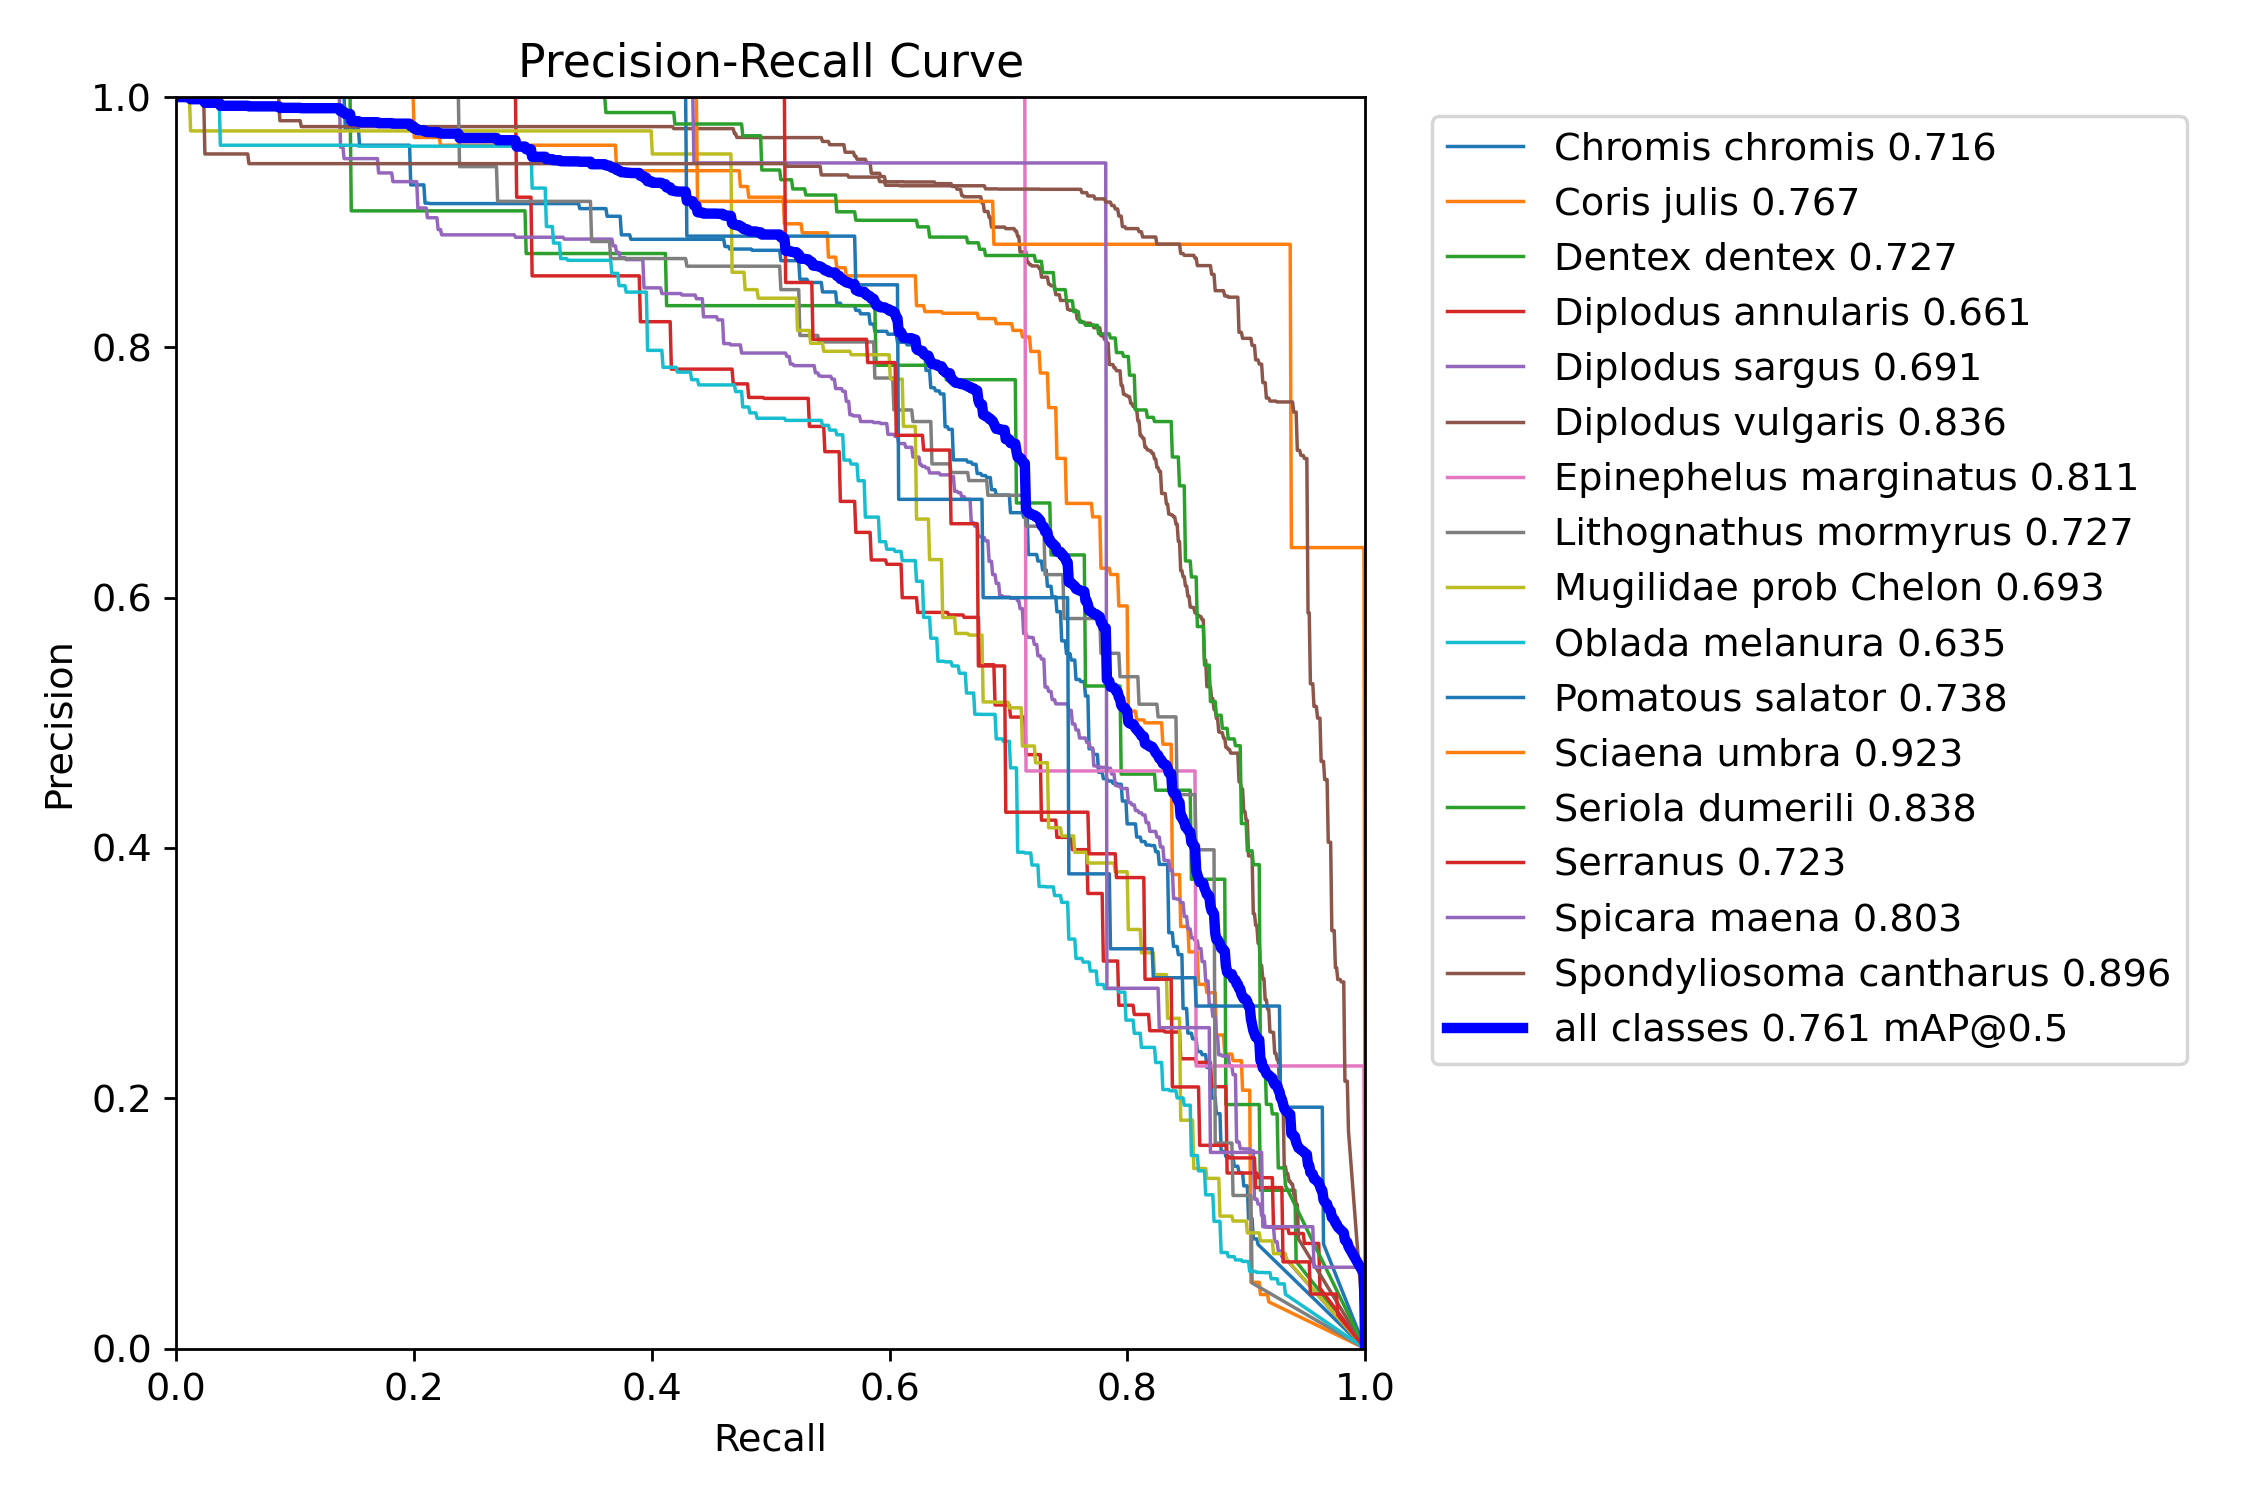 Precision-Recall Curve
1.0
0.8
0.6
0.4
0.2
0.0
Precision
0.0 0.2 0.4 0.6 0.8 1.0
Recall
Chromis chromis 0.716
Coris julis 0.767
Dentex dentex 0.727
Diplodus annularis 0.661
Diplodus sargus 0.691
Diplodus vulgaris 0.836
Epinephelus marginatus 0.811
Lithognathus mormyrus 0.727
Mugilidae prob Chelon 0.693
Oblada melanura 0.635
Pomatous salator 0.738
Sciaena umbra 0.923
Seriola dumerili 0.838
Serranus 0.723
Spicara maena 0.803
Spondyliosoma cantharus 0.896
all classes 0.761 mAP@0.5